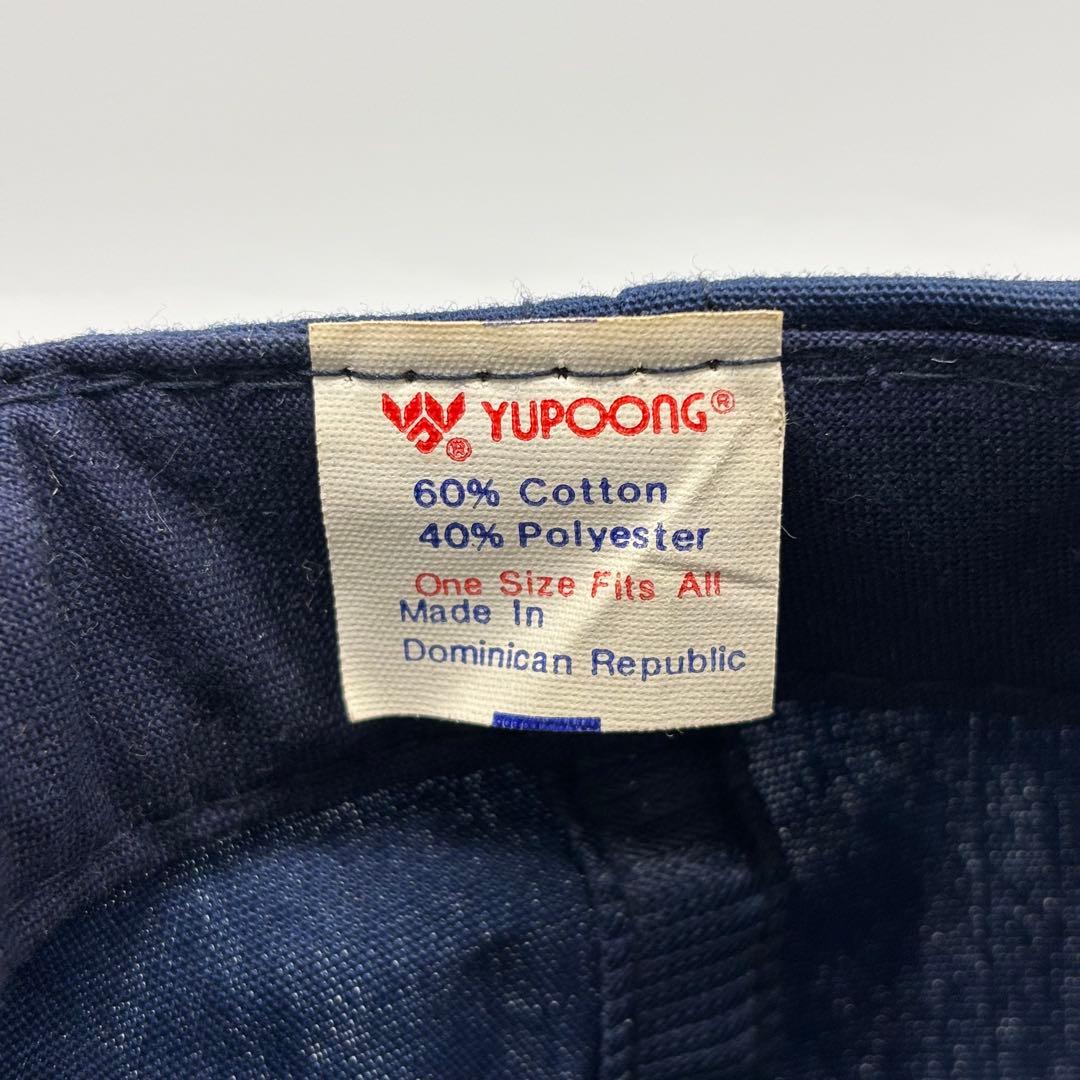 YUPOONG®
®
60% Cotton
40% Polyester
One Size Fits All
Made In
Dominican Republic